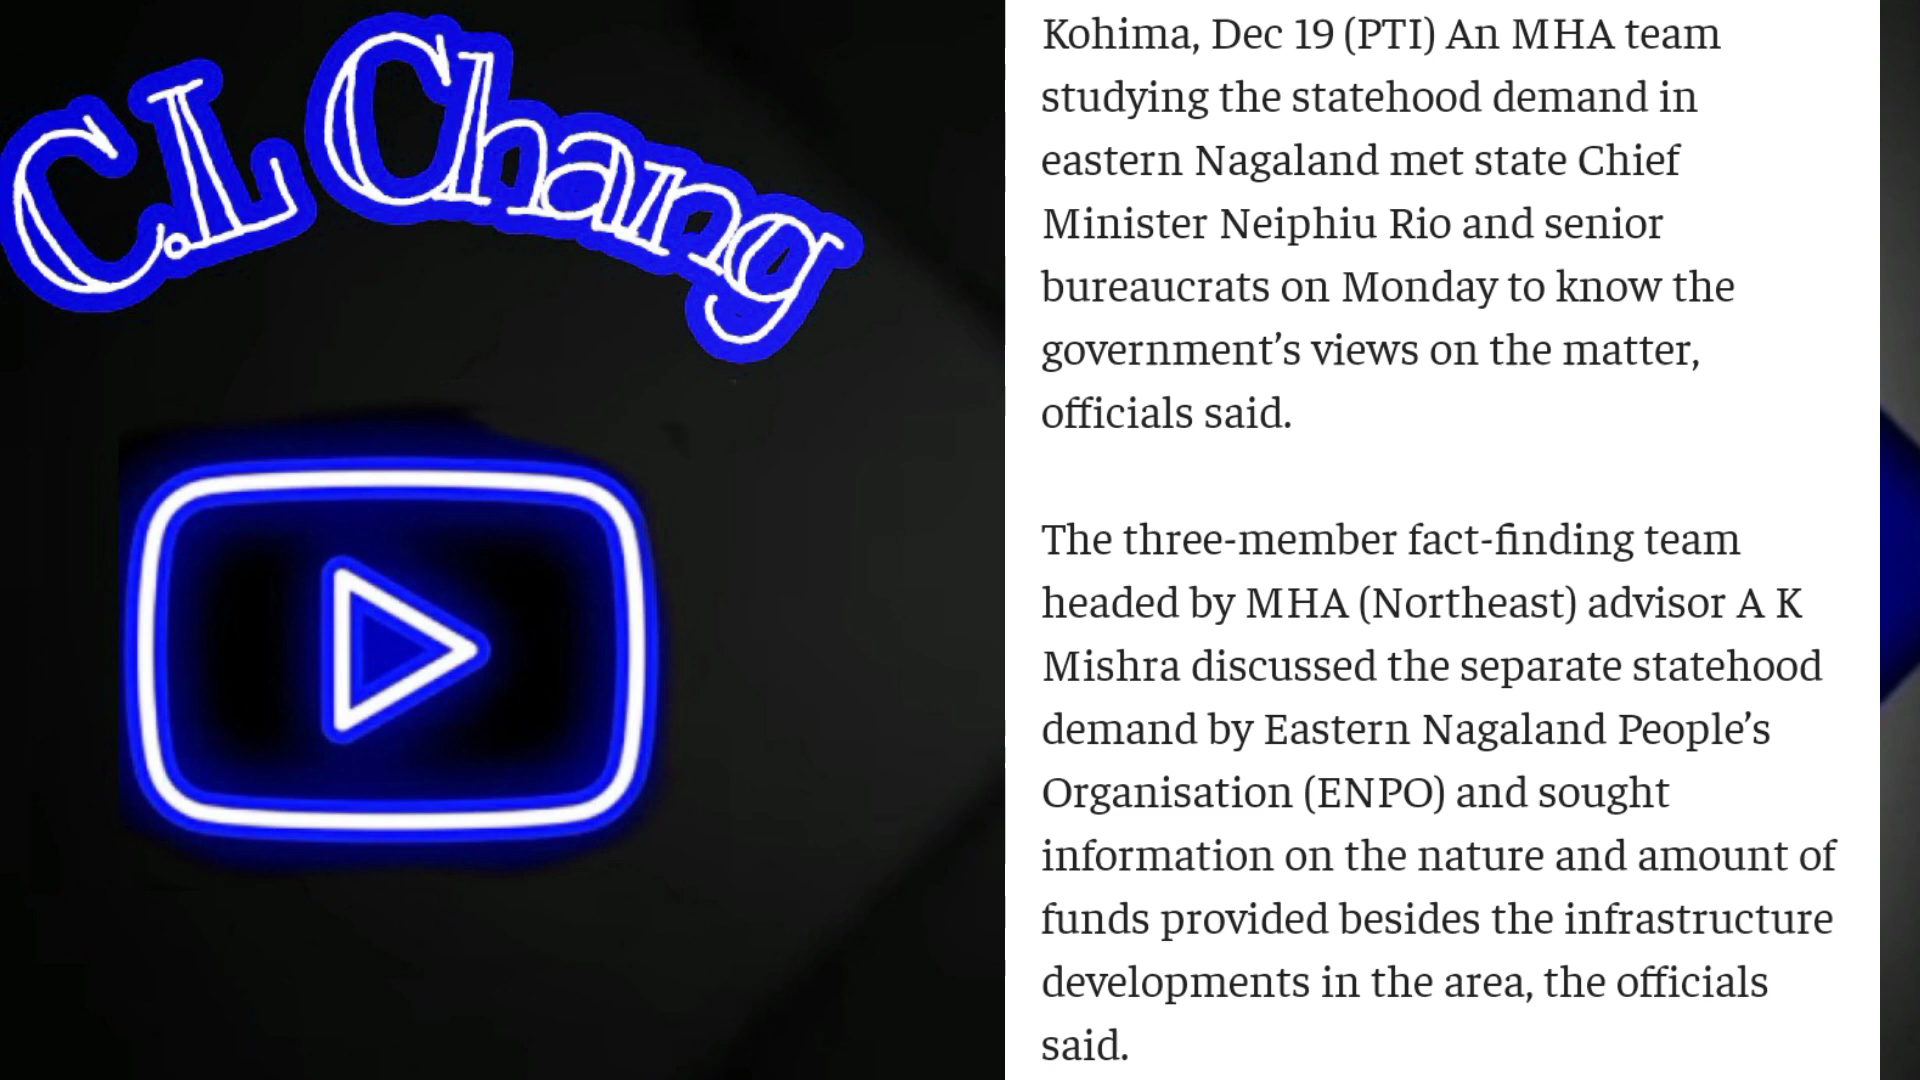 C.L Chang
Kohima, Dec 19 (PTI) An MHA team
studying the statehood demand in
eastern Nagaland met state Chief
Minister Neiphiu Rio and senior
bureaucrats on Monday to know the
government’s views on the matter,
officials said.
The three-member fact-finding team
headed by MHA (Northeast) advisor A K
Mishra discussed the separate statehood
demand by Eastern Nagaland People’s
Organisation (ENPO) and sought
information on the nature and amount of
funds provided besides the infrastructure
developments in the area, the officials
said.